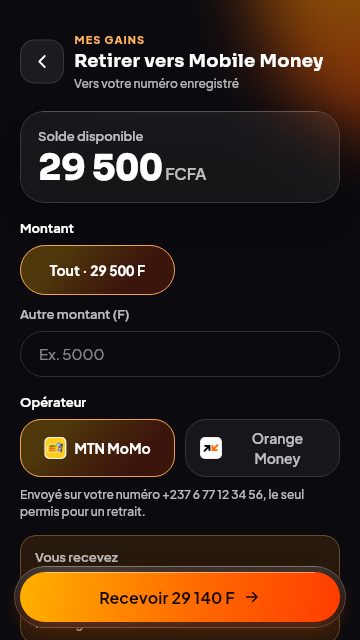 MES GAINS
Retirer vers Mobile Money
Vers votre numéro enregistré
Solde disponible
29 500 FCFA
Montant
Tout · 29 500 F
Autre montant (F)
Ex. 5000
Opérateur
MTN MoMo
Orange
Money
Envoyé sur votre numéro +237 6 77 12 34 56, le seul
permis pour un retrait.
Vous recevez
Recevoir 29 140 F →